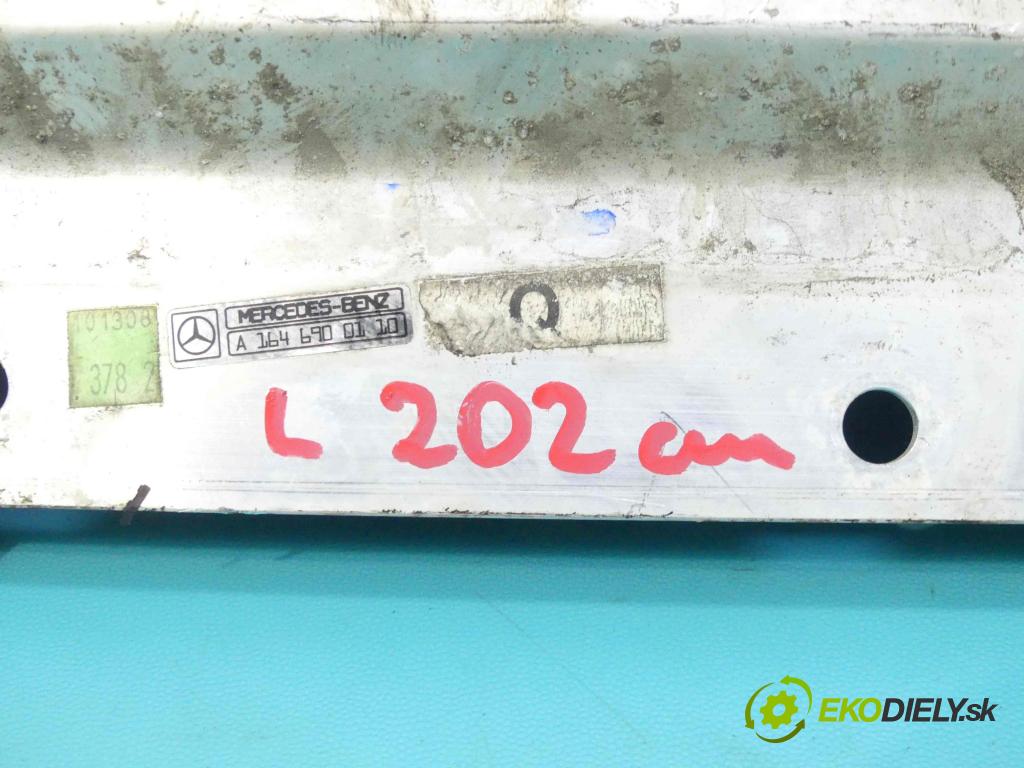 101308
378 2
MERCEDES-BENZ
A 164 690 01 10
Q
L 202 cm
EKODIELY.sk